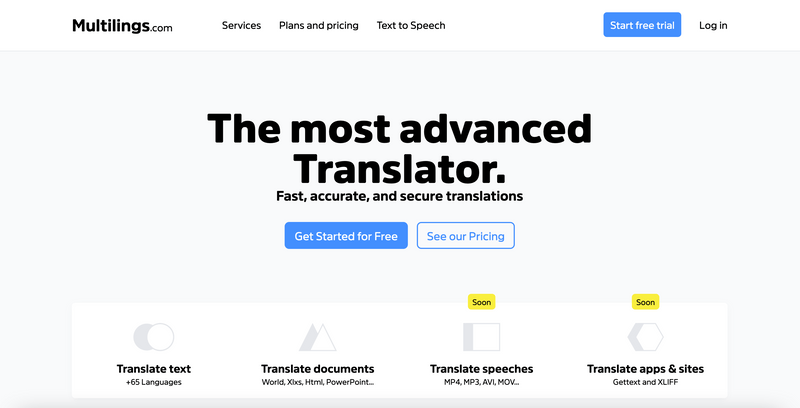 Multilings.com
Services
Plans and pricing
Text to Speech
Start free trial
Log in
The most advanced
Translator.
Fast, accurate, and secure translations
Get Started for Free
See our Pricing
Soon
Soon
Translate text
+65 Languages
Translate documents
World, Xlxs, Html, PowerPoint...
Translate speeches
MP4, MP3, AVI, MOV...
Translate apps & sites
Gettext and XLIFF